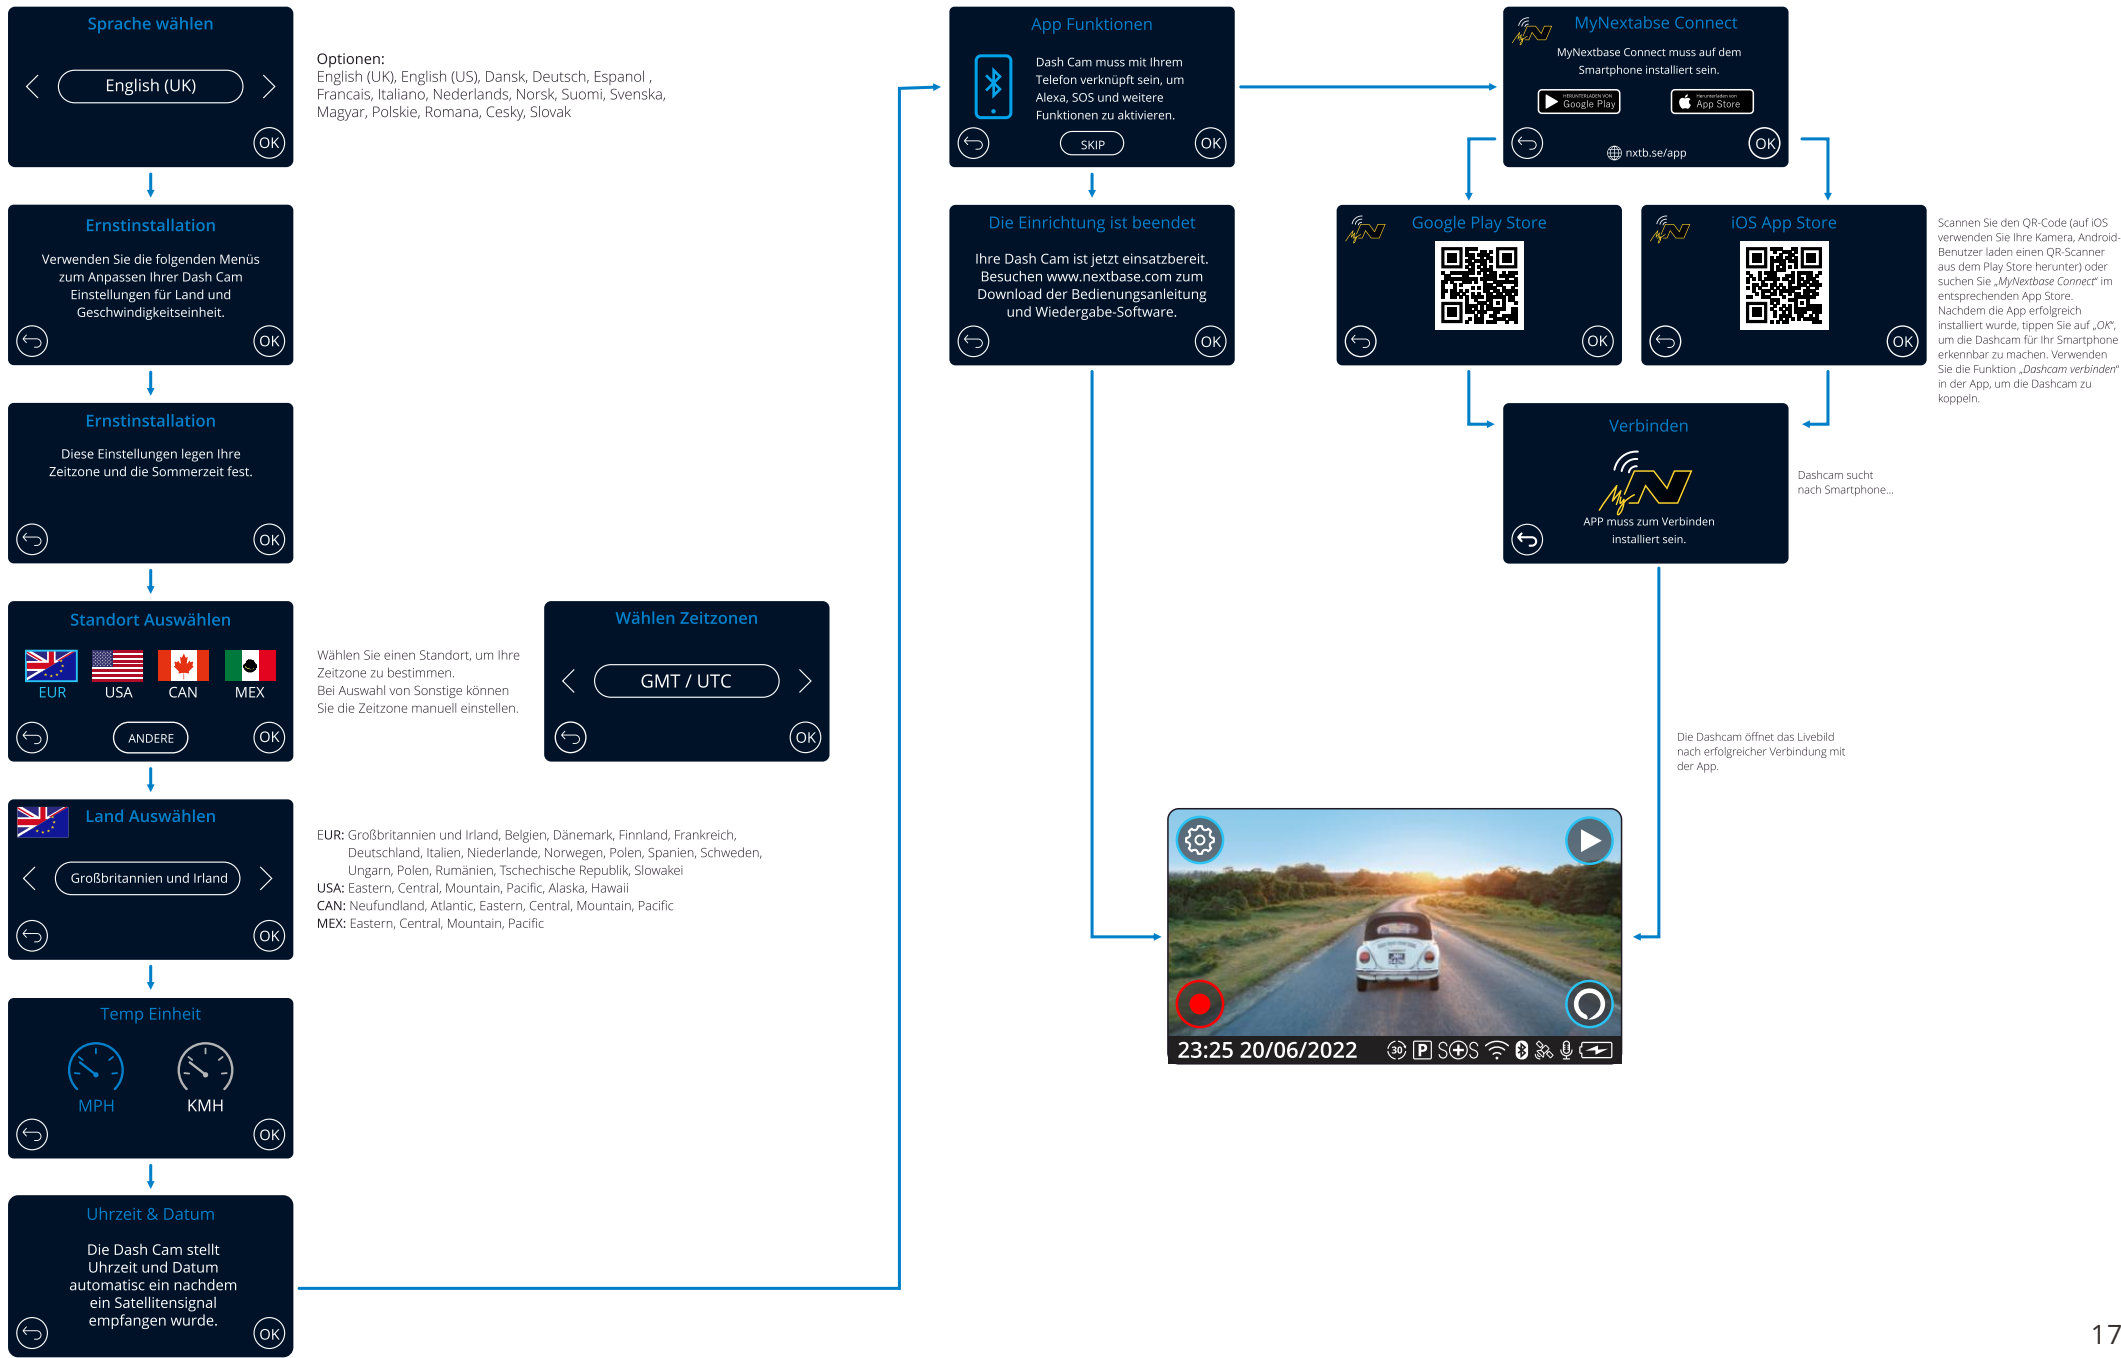 Sprache wählen
English (UK)
OK
Optionen:
English (UK), English (US), Dansk, Deutsch, Espanol ,
Francais, Italiano, Nederlands, Norsk, Suomi, Svenska,
Magyar, Polskie, Romana, Cesky, Slovak
Ernstinstallation
Verwenden Sie die folgenden Menüs
zum Anpassen Ihrer Dash Cam
Einstellungen für Land und
Geschwindigkeitseinheit.
OK
Ernstinstallation
Diese Einstellungen legen Ihre
Zeitzone und die Sommerzeit fest.
OK
Standort Auswählen
EUR USA CAN MEX
ANDERE
OK
Wählen Sie einen Standort, um Ihre
Zeitzone zu bestimmen.
Bei Auswahl von Sonstige können
Sie die Zeitzone manuell einstellen.
Wählen Zeitzonen
GMT / UTC
OK
Land Auswählen
Großbritannien und Irland
OK
EUR: Großbritannien und Irland, Belgien, Dänemark, Finnland, Frankreich,
Deutschland, Italien, Niederlande, Norwegen, Polen, Spanien, Schweden,
Ungarn, Polen, Rumänien, Tschechische Republik, Slowakei
USA: Eastern, Central, Mountain, Pacific, Alaska, Hawaii
CAN: Neufundland, Atlantic, Eastern, Central, Mountain, Pacific
MEX: Eastern, Central, Mountain, Pacific
Temp Einheit
MPH KMH
OK
Uhrzeit & Datum
Die Dash Cam stellt
Uhrzeit und Datum
automatisc ein nachdem
ein Satellitensignal
empfangen wurde.
OK
App Funktionen
Dash Cam muss mit Ihrem
Telefon verknüpft sein, um
Alexa, SOS und weitere
Funktionen zu aktivieren.
SKIP
OK
Die Einrichtung ist beendet
Ihre Dash Cam ist jetzt einsatzbereit.
Besuchen www.nextbase.com zum
Download der Bedienungsanleitung
und Wiedergabe-Software.
OK
My N
MyNextabse Connect
MyNextbase Connect muss auf dem
Smartphone installiert sein.
HERUNTERLADEN VON
Google Play
Herunterladen von
App Store
nxtb.se/app
OK
My N
Google Play Store
OK
My N
iOS App Store
OK
Scannen Sie den QR-Code (auf iOS
verwenden Sie Ihre Kamera, Android-
Benutzer laden einen QR-Scanner
aus dem Play Store herunter) oder
suchen Sie „MyNextbase Connect“ im
entsprechenden App Store.
Nachdem die App erfolgreich
installiert wurde, tippen Sie auf „OK“,
um die Dashcam für Ihr Smartphone
erkennbar zu machen. Verwenden
Sie die Funktion „Dashcam verbinden“
in der App, um die Dashcam zu
koppeln.
Verbinden
My N
APP muss zum Verbinden
installiert sein.
Dashcam sucht
nach Smartphone...
Die Dashcam öffnet das Livebild
nach erfolgreicher Verbindung mit
der App.
23:25 20/06/2022 30 P SOS
17